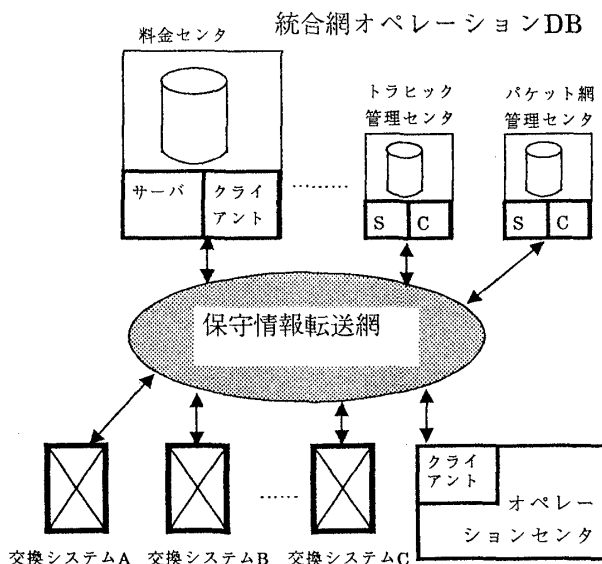 統合網オペレーションDB
料金センタ
トラヒック
管理センタ
パケット網
管理センタ
サーバ
クライ
アント
………
S
C
S
C
保守情報転送網
……
クライ
アント
オペレー
ションセンタ
交換システムA
交換システムB
交換システムC